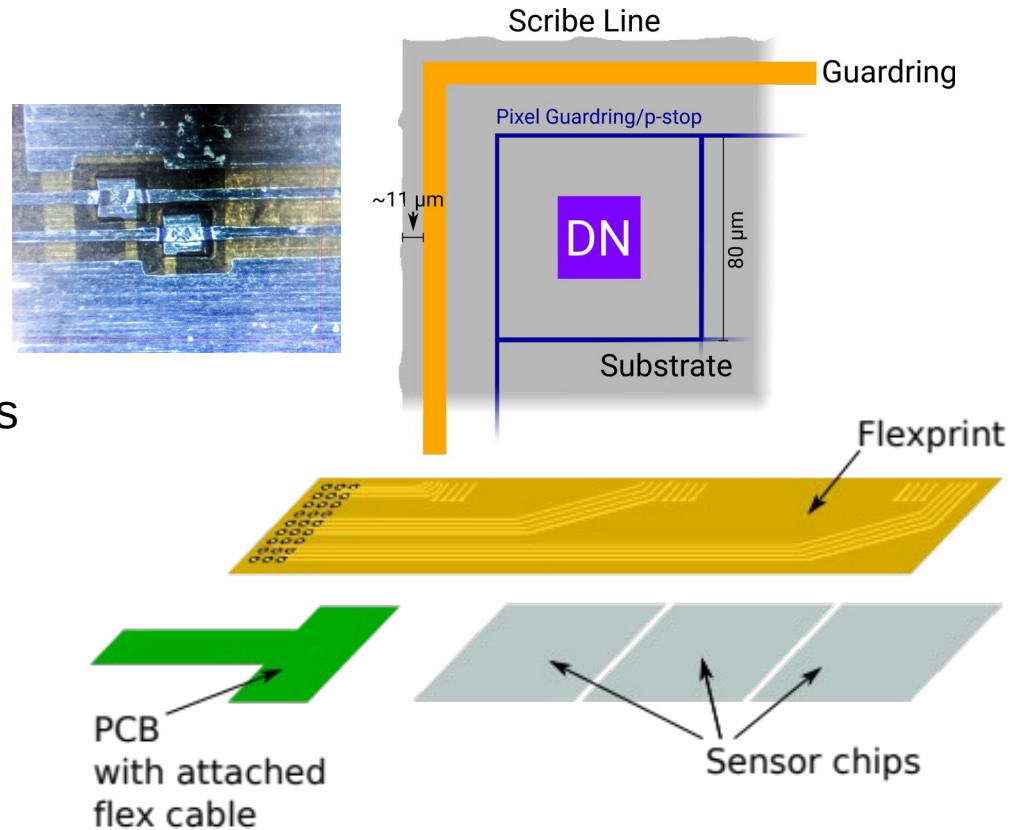 Scribe Line
Guardring
Pixel Guardring/p-stop
~11 µm
DN
80 µm
Substrate
s
Flexprint
PCB
with attached
flex cable
Sensor chips